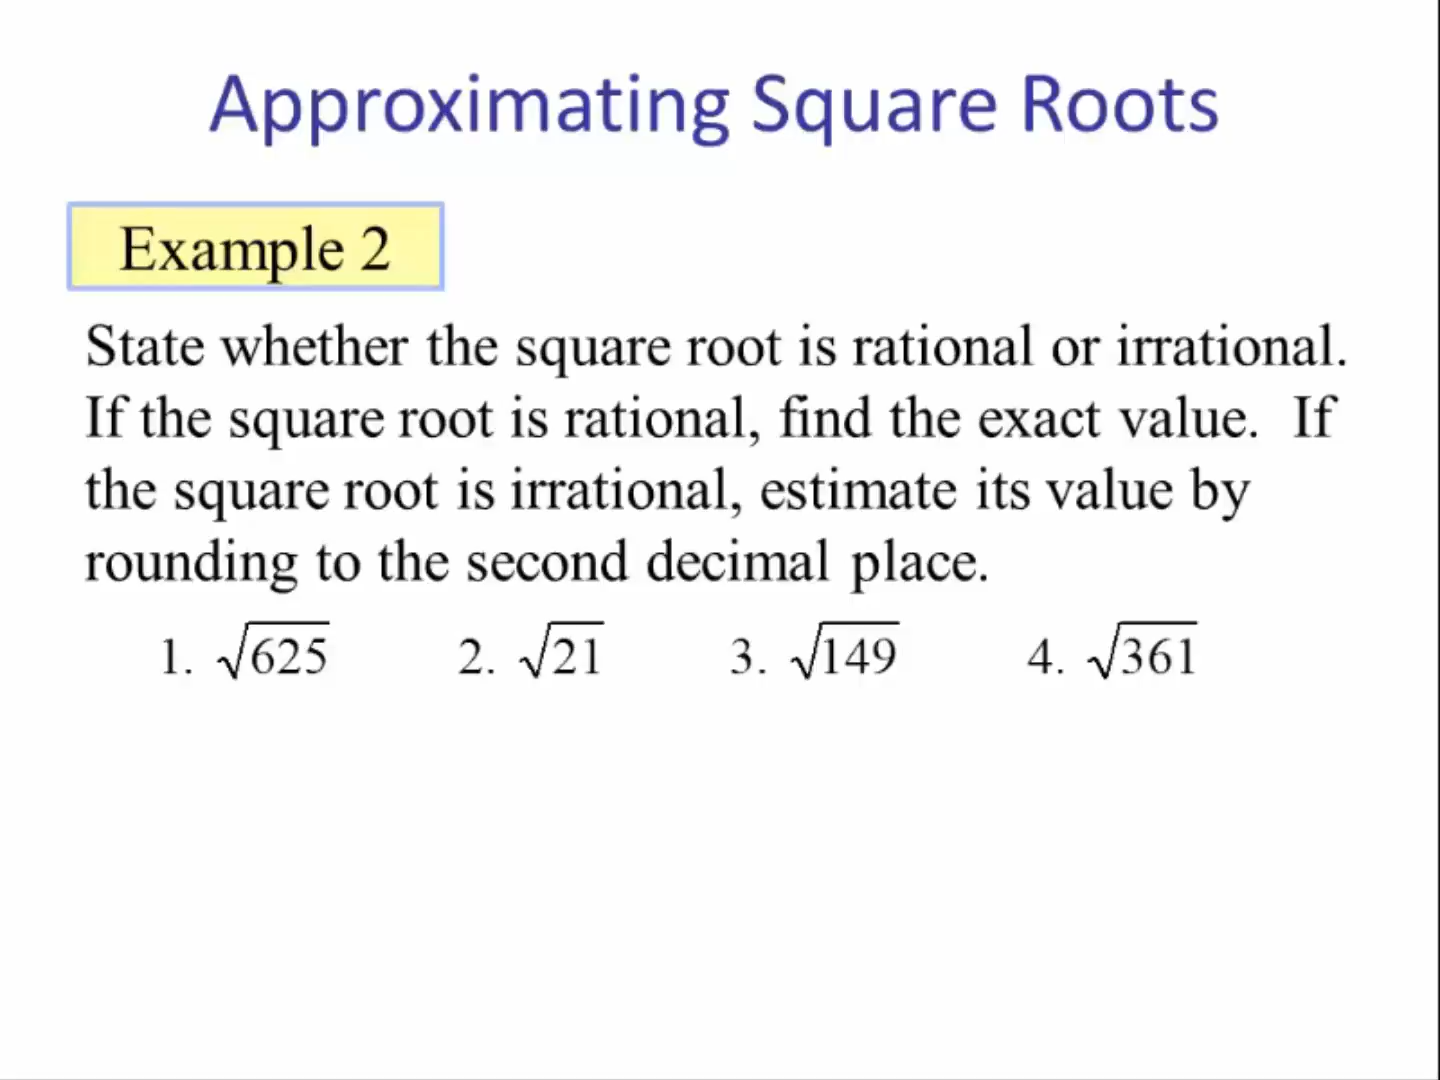 Approximating Square Roots
Example 2
State whether the square root is rational or irrational.
If the square root is rational, find the exact value.  If
the square root is irrational, estimate its value by
rounding to the second decimal place.
1. √625 2. √21 3. √149 4. √361